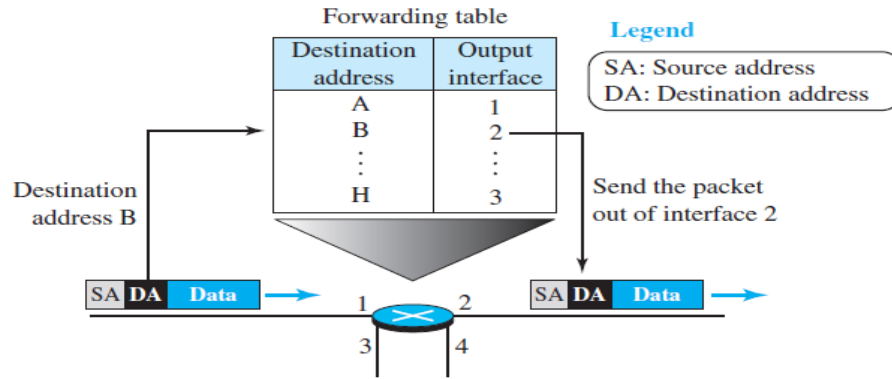 Forwarding table
Legend
SA: Source address
DA: Destination address
Destination address
Output interface
A 1
B 2
⋮ ⋮
H 3
Destination
address B
Send the packet
out of interface 2
SA DA Data
1 2
3 4
SA DA Data